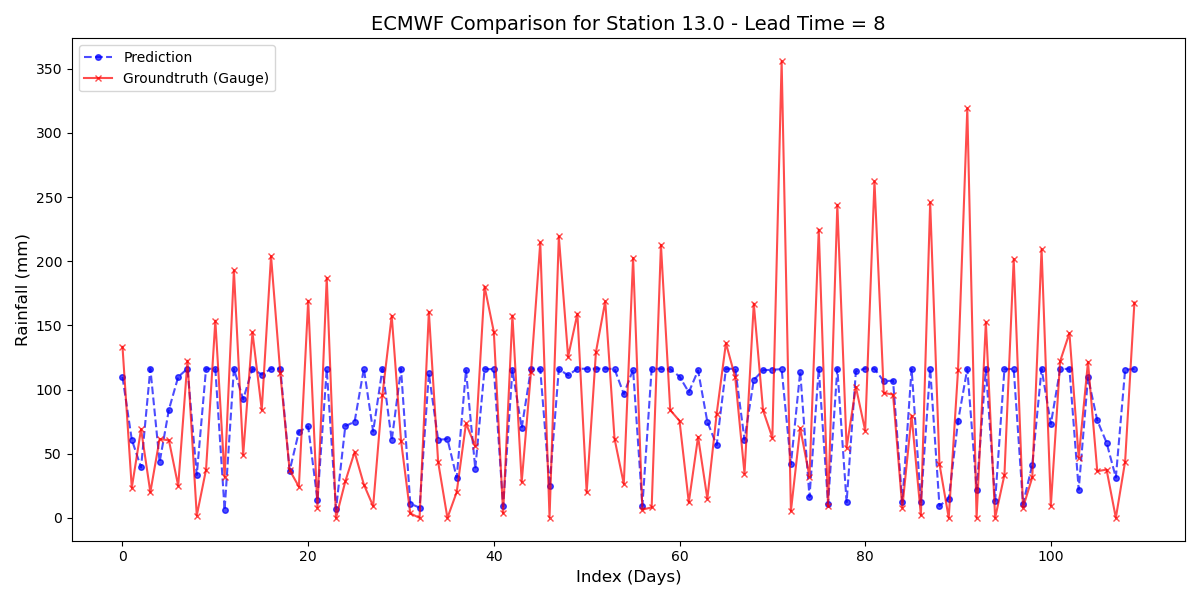 ECMWF Comparison for Station 13.0 - Lead Time = 8
Prediction
Groundtruth (Gauge)
Rainfall (mm)
350
300
250
200
150
100
50
0
0 20 40 60 80 100
Index (Days)